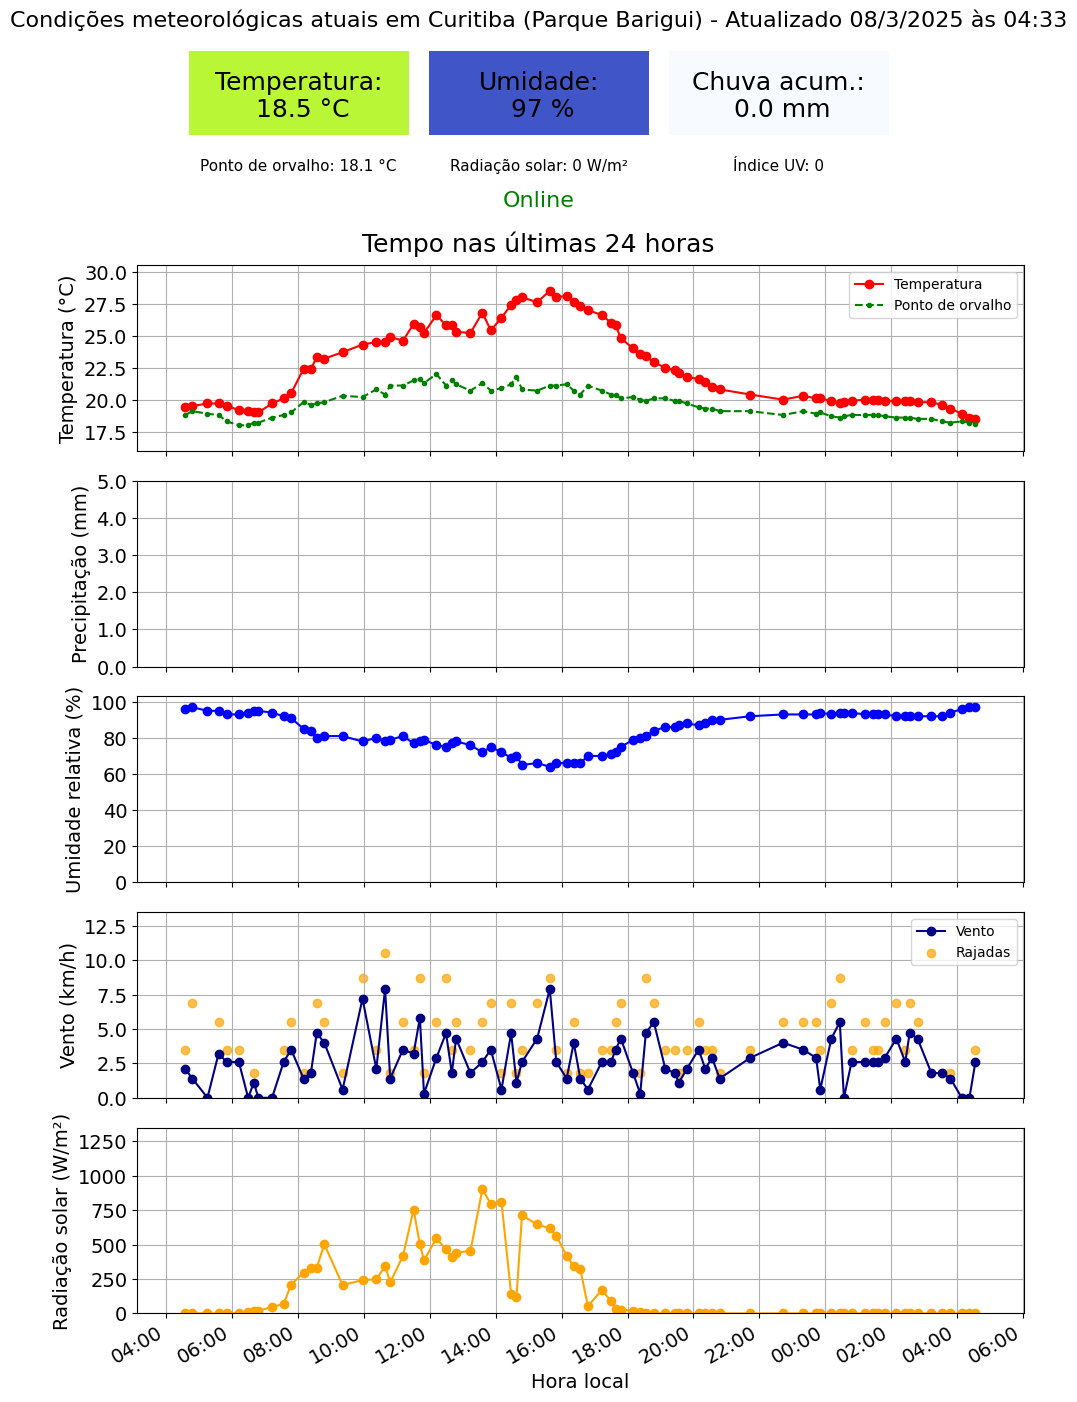 Condições meteorológicas atuais em Curitiba (Parque Barigui) - Atualizado 08/3/2025 às 04:33
Temperatura:
18.5 °C
Umidade:
97 %
Chuva acum.:
0.0 mm
Ponto de orvalho: 18.1 °C
Radiação solar: 0 W/m²
Índice UV: 0
Online
Tempo nas últimas 24 horas
Temperatura (°C)
30.0
27.5
25.0
22.5
20.0
17.5
Temperatura
Ponto de orvalho
Precipitação (mm)
5.0
4.0
3.0
2.0
1.0
0.0
Umidade relativa (%)
100
80
60
40
20
0
Vento (km/h)
12.5
10.0
7.5
5.0
2.5
0.0
Vento
Rajadas
Radiação solar (W/m²)
1250
1000
750
500
250
0
04:00
06:00
08:00
10:00
12:00
14:00
16:00
18:00
20:00
22:00
00:00
02:00
04:00
06:00
Hora local